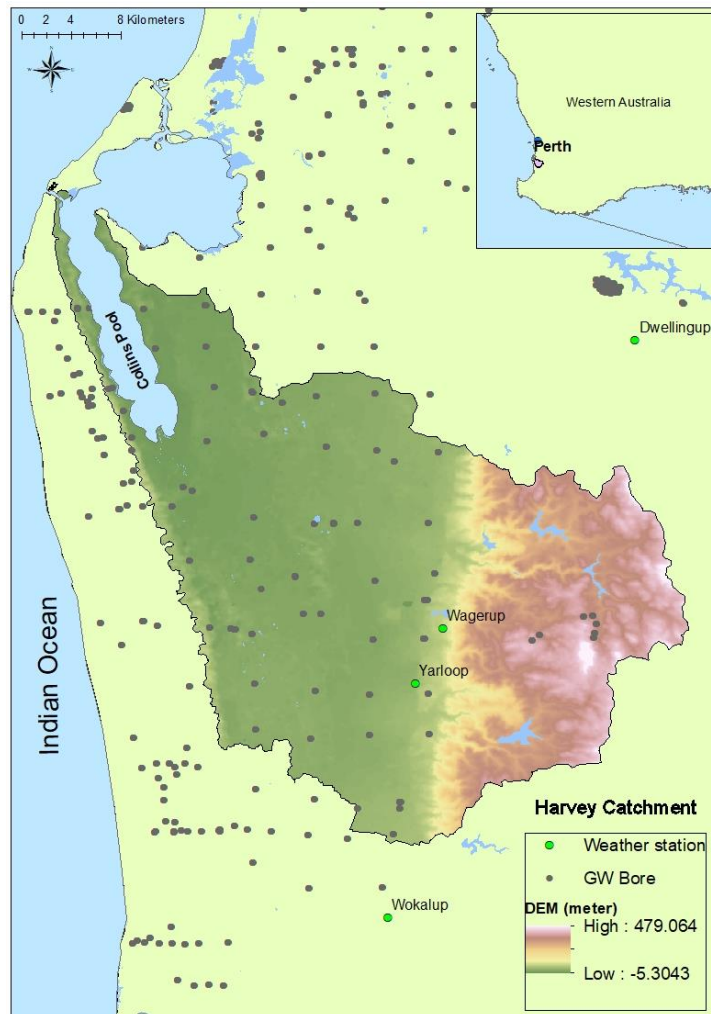 0 2 4 8 Kilometers
N
W E
S
Western Australia
Perth
Dwellingup
Collins Pool
Wagerup
Yarloop
Indian Ocean
Wokalup
Harvey Catchment
Weather station
GW Bore
DEM (meter)
High : 479.064
Low : -5.3043